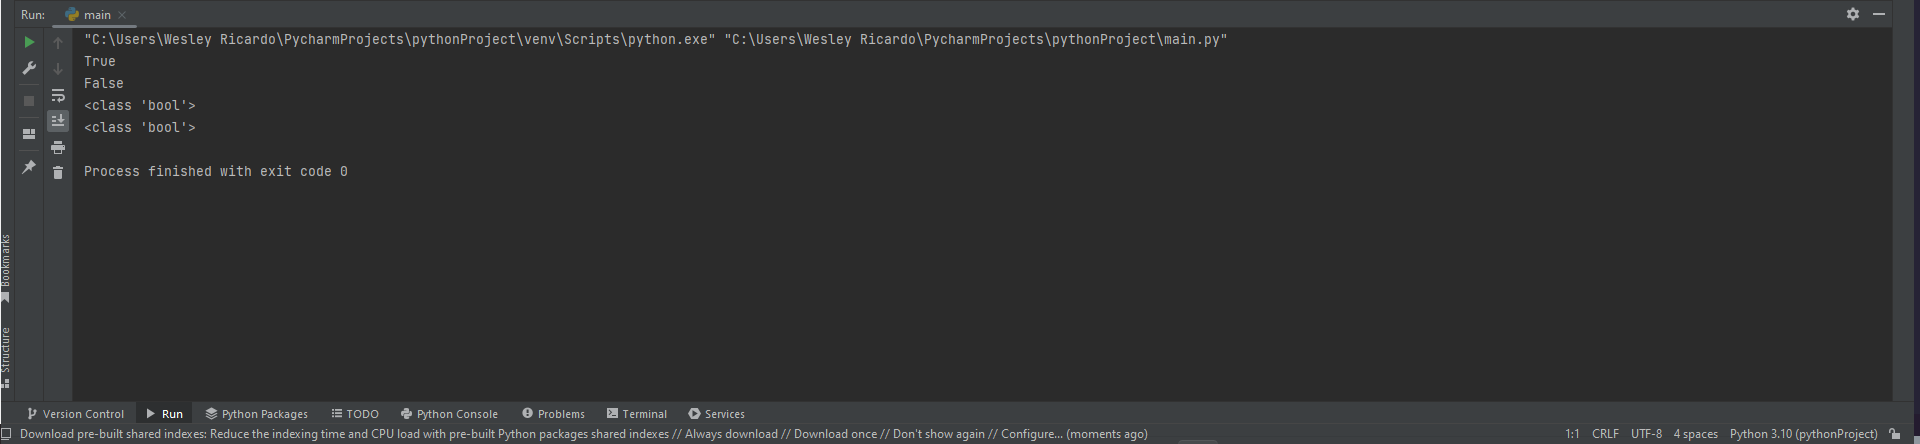 Run: main
"C:\Users\Wesley Ricardo\PycharmProjects\pythonProject\venv\Scripts\python.exe" "C:\Users\Wesley Ricardo\PycharmProjects\pythonProject\main.py"
True
False
<class 'bool'>
<class 'bool'>
Process finished with exit code 0
Bookmarks
Structure
Version Control Run Python Packages TODO Python Console Problems Terminal Services
Download pre-built shared indexes: Reduce the indexing time and CPU load with pre-built Python packages shared indexes // Always download // Download once // Don't show again // Configure... (moments ago) 1:1 CRLF UTF-8 4 spaces Python 3.10 (pythonProject)